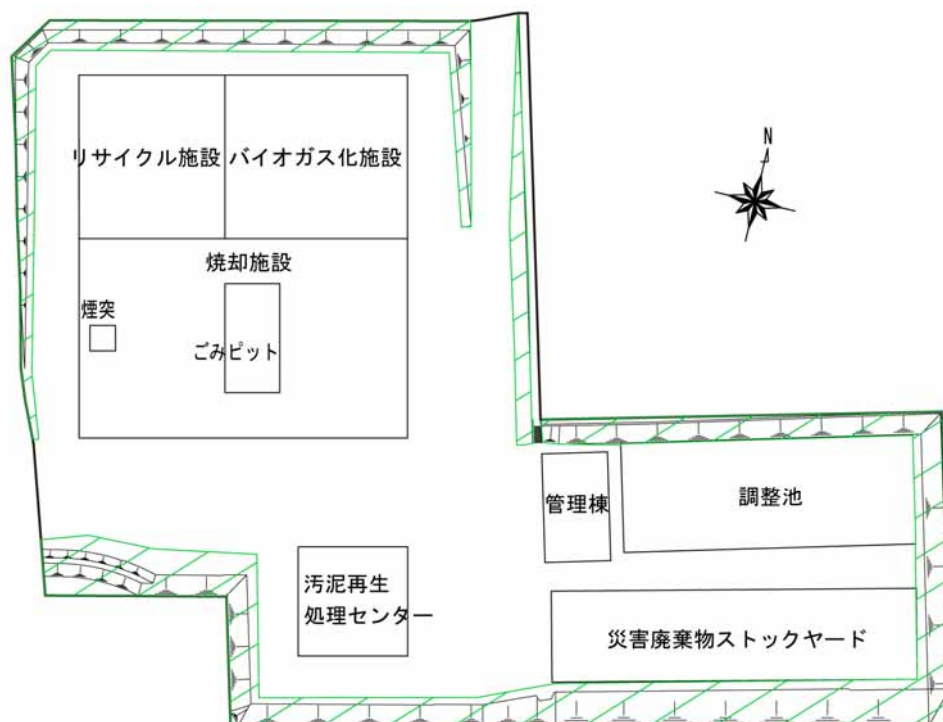 N
リサイクル施設
バイオガス化施設
焼却施設
煙突
ごみピット
管理棟
調整池
汚泥再生
処理センター
災害廃棄物ストックヤード